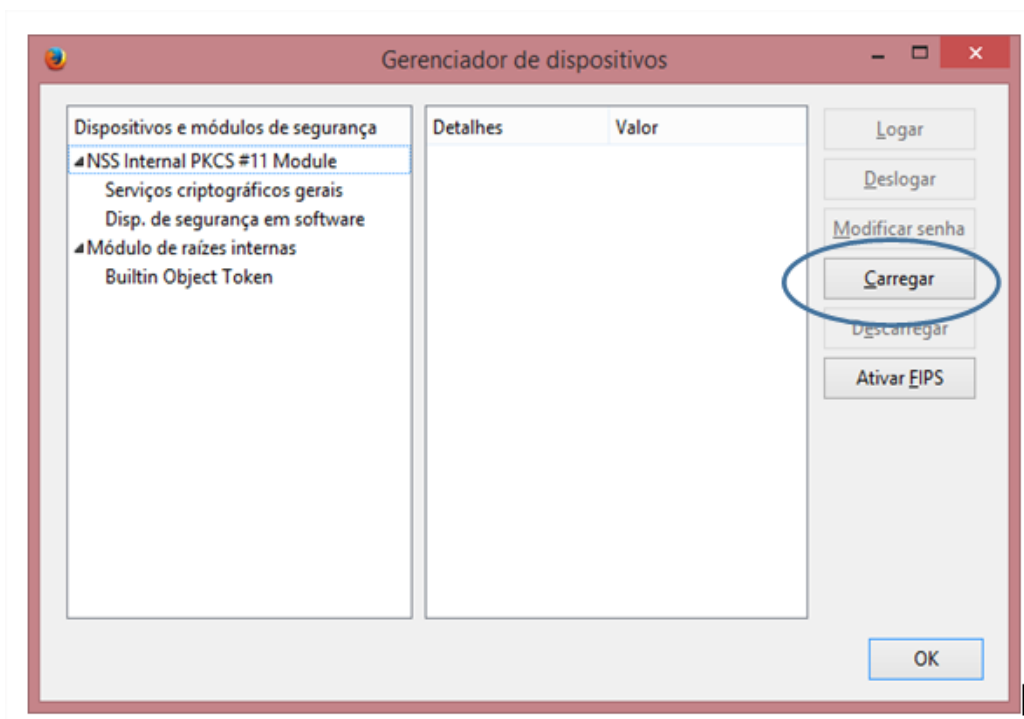 Gerenciador de dispositivos
Dispositivos e módulos de segurança
NSS Internal PKCS #11 Module
Serviços criptográficos gerais
Disp. de segurança em software
Módulo de raízes internas
Builtin Object Token
Detalhes Valor
Logar
Deslogar
Modificar senha
Carregar
Descarregar
Ativar FIPS
OK